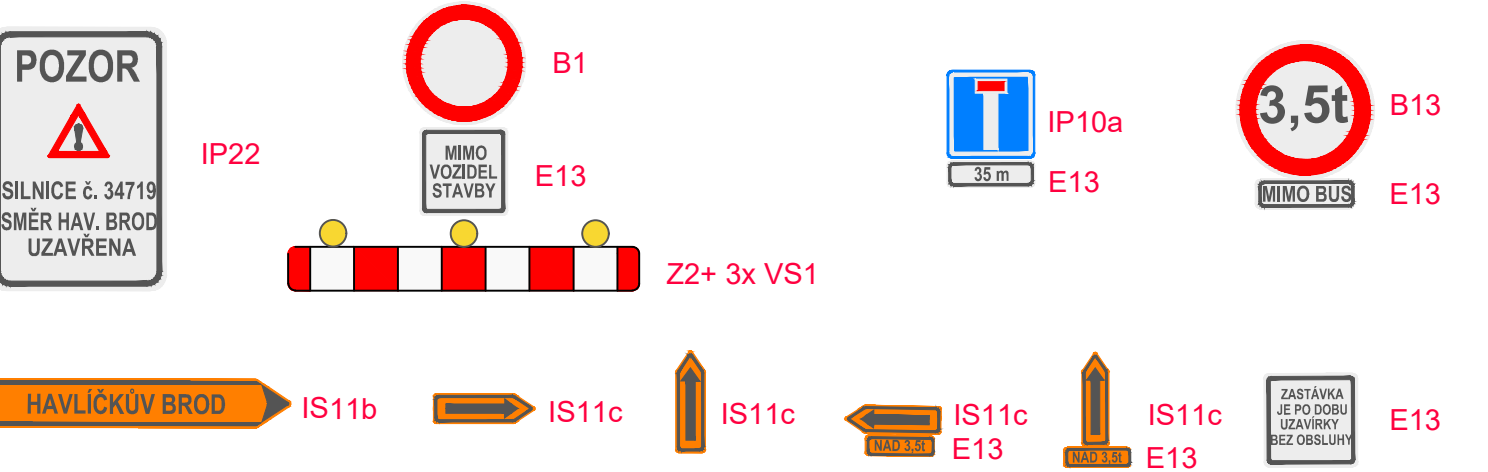 POZOR
SILNICE č. 34719
SMĚR HAV. BROD
UZAVŘENA
IP22
B1
MIMO
VOZIDEL
STAVBY
E13
Z2+ 3x VS1
IP10a
35 m
E13
3,5t
B13
MIMO BUS
E13
HAVLÍČKŮV BROD
IS11b
IS11c
IS11c
IS11c
NAD 3,5t
E13
IS11c
NAD 3,5t
E13
ZASTÁVKA
JE PO DOBU
UZAVÍRKY
BEZ OBSLUHY
E13